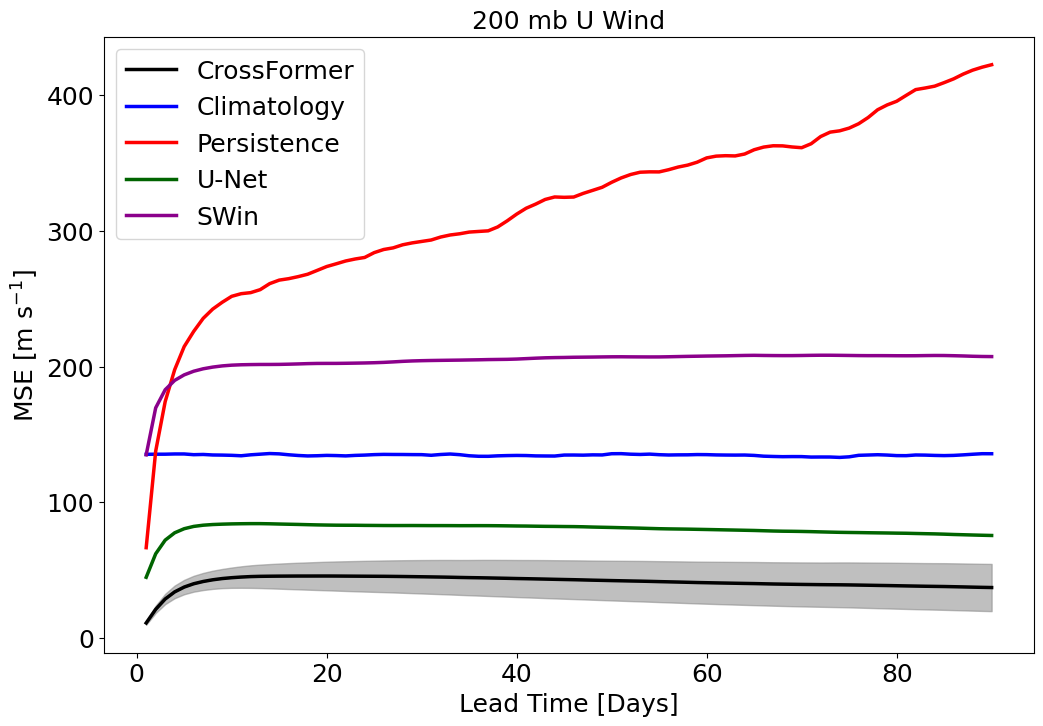 200 mb U Wind
CrossFormer
Climatology
Persistence
U-Net
SWin
MSE [m s⁻¹]
400
300
200
100
0
0 20 40 60 80
Lead Time [Days]